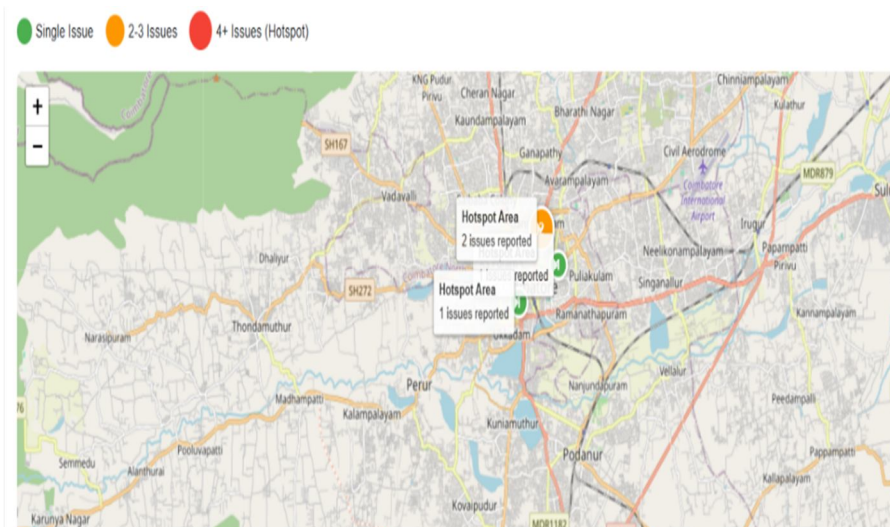 Single Issue
2-3 Issues
4+ Issues (Hotspot)
+
−
KNG Pudur
Pirivu
Cheran Nagar
Chinniampalayam
Kulathur
Kaundampalayam
Bharathi Nagar
SH167
Ganapathy
Civil Aerodrome
Avarampalayam
Coimbatore
International
Airport
MDR879
Vadavalli
Hotspot Area
2 issues reported
Irugur
Neelikonampalayam
Papampatti
Pirivu
Dhaliyur
reported
Puliakulam
Singanallur
SH272
Hotspot Area
1 issues reported
Ramanathapuram
Kannampalayam
Thondamuthur
Narasipuram
Ukkadam
Vellalur
Perur
Nanjundapuram
Madhampatti
Kalampalayam
Peedampalli
Kuniamuthur
Pooluvapatti
Podanur
Pappampatti
Semmedu
Alanthurai
Kallapalayam
Kovaipudur
Karunya Nagar
MDR1182